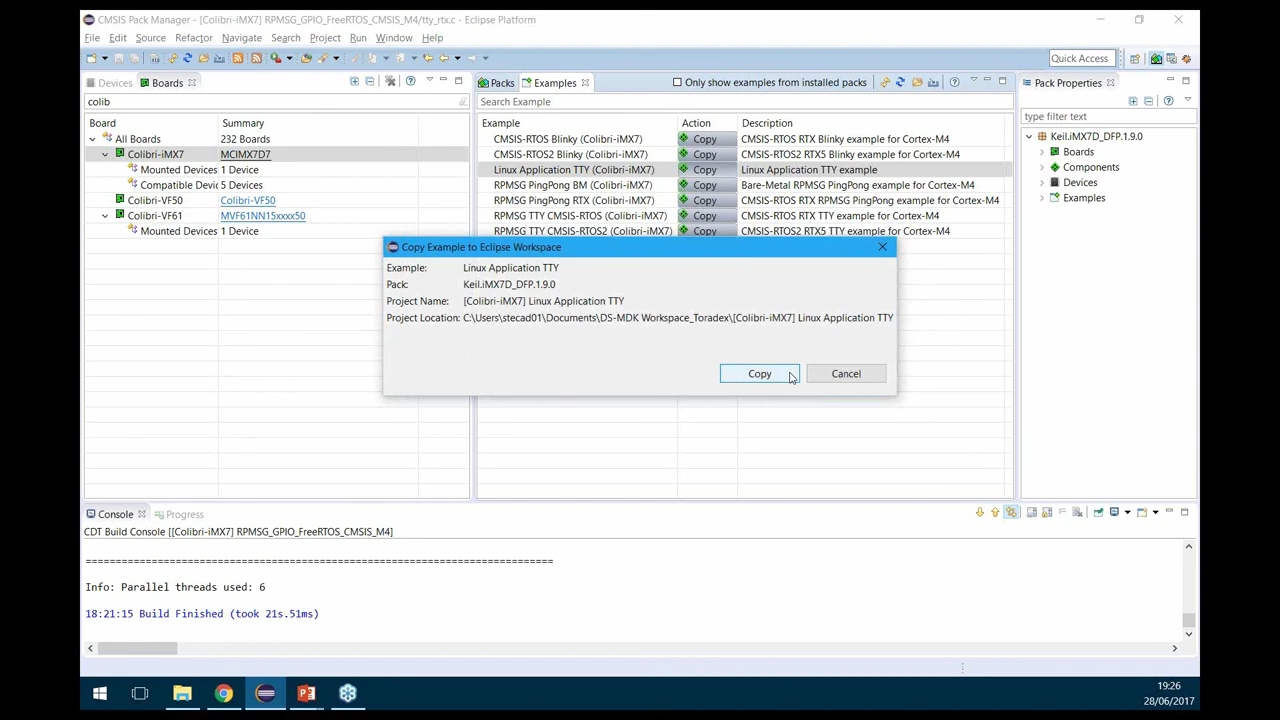 CMSIS Pack Manager - [Colibri-iMX7] RPMSG_GPIO_FreeRTOS_CMSIS_M4/tty_rtx.c - Eclipse Platform
File Edit Source Refactor Navigate Search Project Run Window Help
Quick Access
Devices Boards
colib
Board Summary
All Boards 232 Boards
Colibri-iMX7 MCIMX7D7
Mounted Devices 1 Device
Compatible Devic 5 Devices
Colibri-VF50 Colibri-VF50
Colibri-VF61 MVF61NN15xxxx50
Mounted Devices 1 Device
Packs Examples Only show examples from installed packs
Search Example
Example Action Description
CMSIS-RTOS Blinky (Colibri-iMX7) Copy CMSIS-RTOS RTX Blinky example for Cortex-M4
CMSIS-RTOS2 Blinky (Colibri-iMX7) Copy CMSIS-RTOS2 RTX5 Blinky example for Cortex-M4
Linux Application TTY (Colibri-iMX7) Copy Linux Application TTY example
RPMSG PingPong BM (Colibri-iMX7) Copy Bare-Metal RPMSG PingPong example for Cortex-M4
RPMSG PingPong RTX (Colibri-iMX7) Copy CMSIS-RTOS RTX RPMSG PingPong example for Cortex-M4
RPMSG TTY CMSIS-RTOS (Colibri-iMX7) Copy CMSIS-RTOS RTX TTY example for Cortex-M4
RPMSG TTY CMSIS-RTOS2 (Colibri-iMX7) Copy CMSIS-RTOS2 RTX5 TTY example for Cortex-M4
Pack Properties
type filter text
Keil.iMX7D_DFP.1.9.0
Boards
Components
Devices
Examples
Copy Example to Eclipse Workspace
Example: Linux Application TTY
Pack: Keil.iMX7D_DFP.1.9.0
Project Name: [Colibri-iMX7] Linux Application TTY
Project Location: C:\Users\stecad01\Documents\DS-MDK Workspace_Toradex\[Colibri-iMX7] Linux Application TTY
Copy Cancel
Console Progress
CDT Build Console [[Colibri-iMX7] RPMSG_GPIO_FreeRTOS_CMSIS_M4]
========================================================================
Info: Parallel threads used: 6
18:21:15 Build Finished (took 21s.51ms)
19:26
28/06/2017